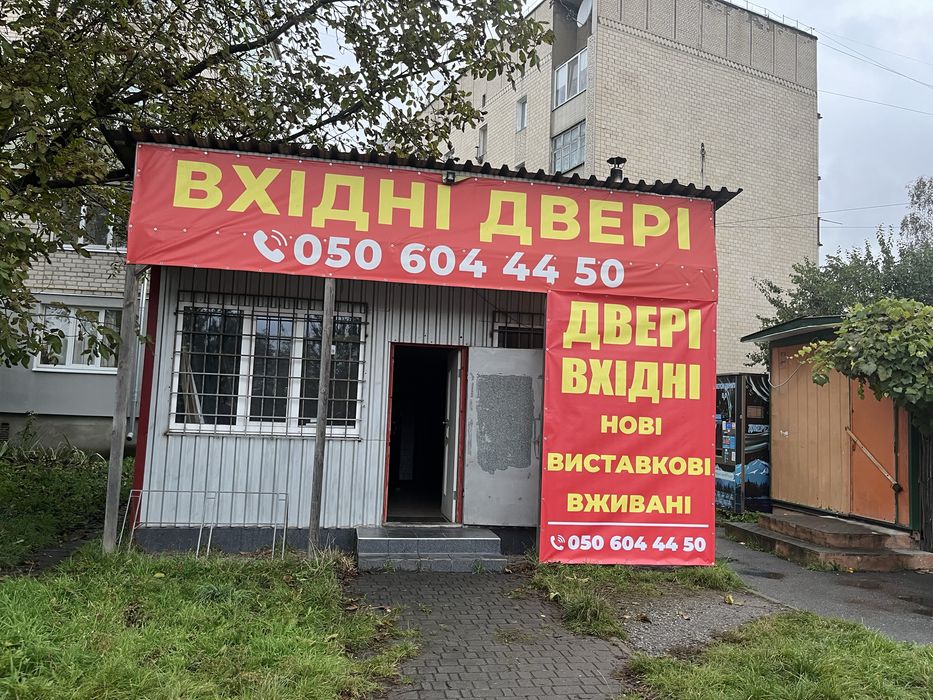 ВХІДНІ ДВЕРІ
050 604 44 50
ДВЕРІ
ВХІДНІ
НОВІ
ВИСТАВКОВІ
ВЖИВАНІ
050 604 44 50